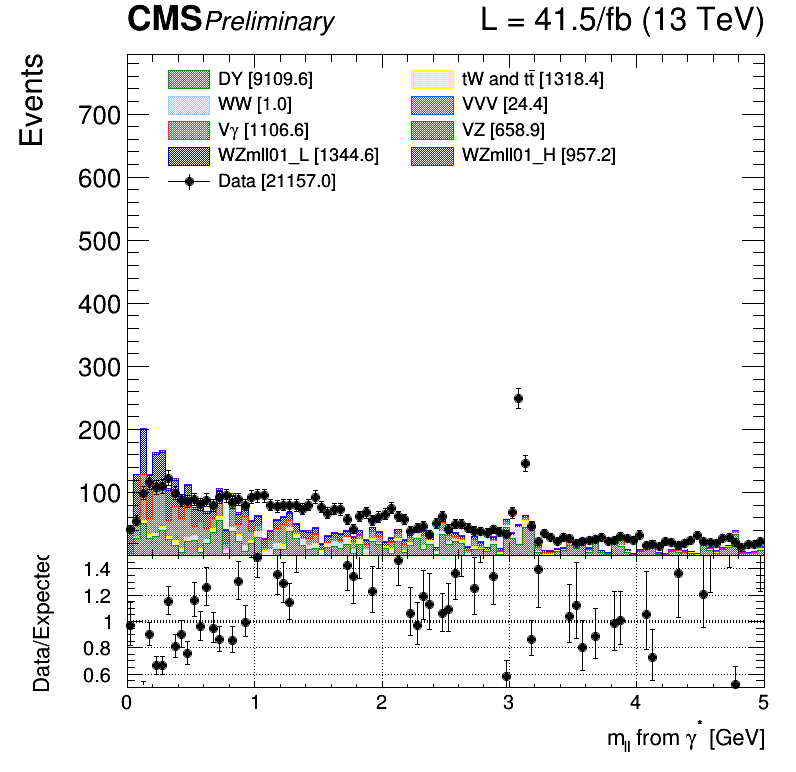 CMS Preliminary L = 41.5/fb (13 TeV)
Events
DY [9109.6] tW and tt̄ [1318.4]
WW [1.0] VVV [24.4]
Vγ [1106.6] VZ [658.9]
WZmll01_L [1344.6] WZmll01_H [957.2]
Data [21157.0]
700
600
500
400
300
200
100
Data/Expected
1.4
1.2
1
0.8
0.6
0 1 2 3 4 5
m_ll from γ* [GeV]